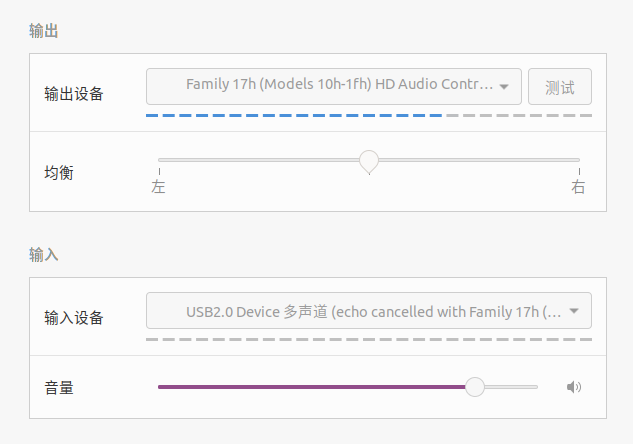 输出
输出设备
Family 17h (Models 10h-1fh) HD Audio Contr…
测试
均衡
左
右
输入
输入设备
USB2.0 Device 多声道 (echo cancelled with Family 17h (…
音量